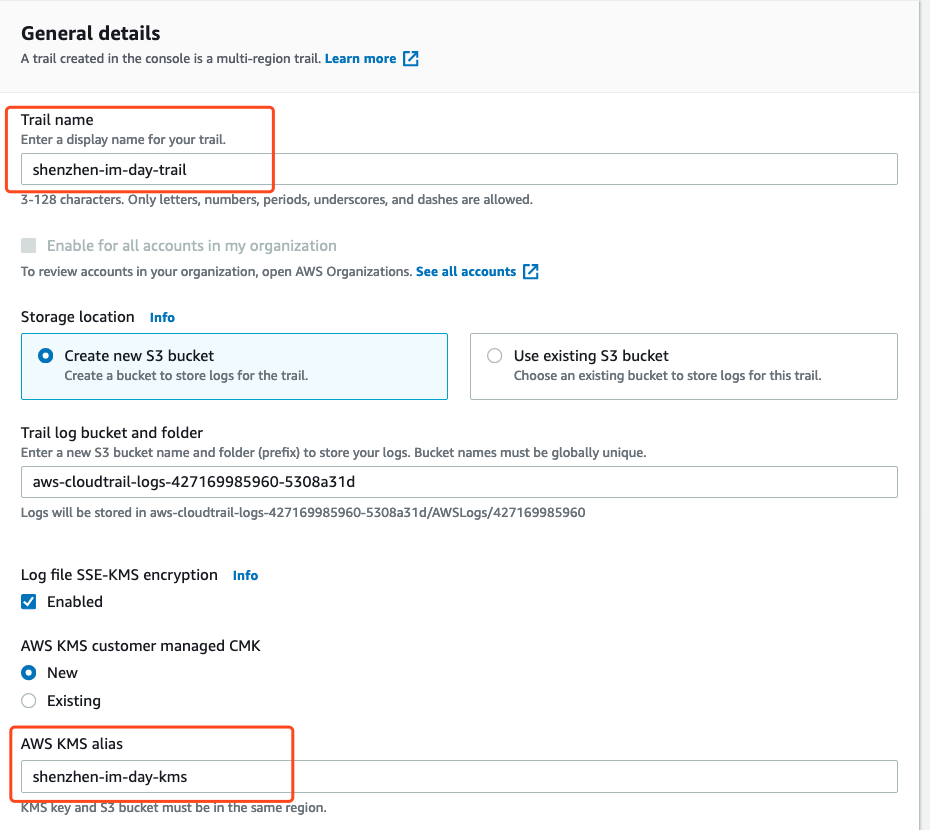 General details
A trail created in the console is a multi-region trail. Learn more
Trail name
Enter a display name for your trail.
shenzhen-im-day-trail
3-128 characters. Only letters, numbers, periods, underscores, and dashes are allowed.
Enable for all accounts in my organization
To review accounts in your organization, open AWS Organizations. See all accounts
Storage location Info
Create new S3 bucket
Create a bucket to store logs for the trail.
Use existing S3 bucket
Choose an existing bucket to store logs for this trail.
Trail log bucket and folder
Enter a new S3 bucket name and folder (prefix) to store your logs. Bucket names must be globally unique.
aws-cloudtrail-logs-427169985960-5308a31d
Logs will be stored in aws-cloudtrail-logs-427169985960-5308a31d/AWSLogs/427169985960
Log file SSE-KMS encryption Info
Enabled
AWS KMS customer managed CMK
New
Existing
AWS KMS alias
shenzhen-im-day-kms
KMS key and S3 bucket must be in the same region.